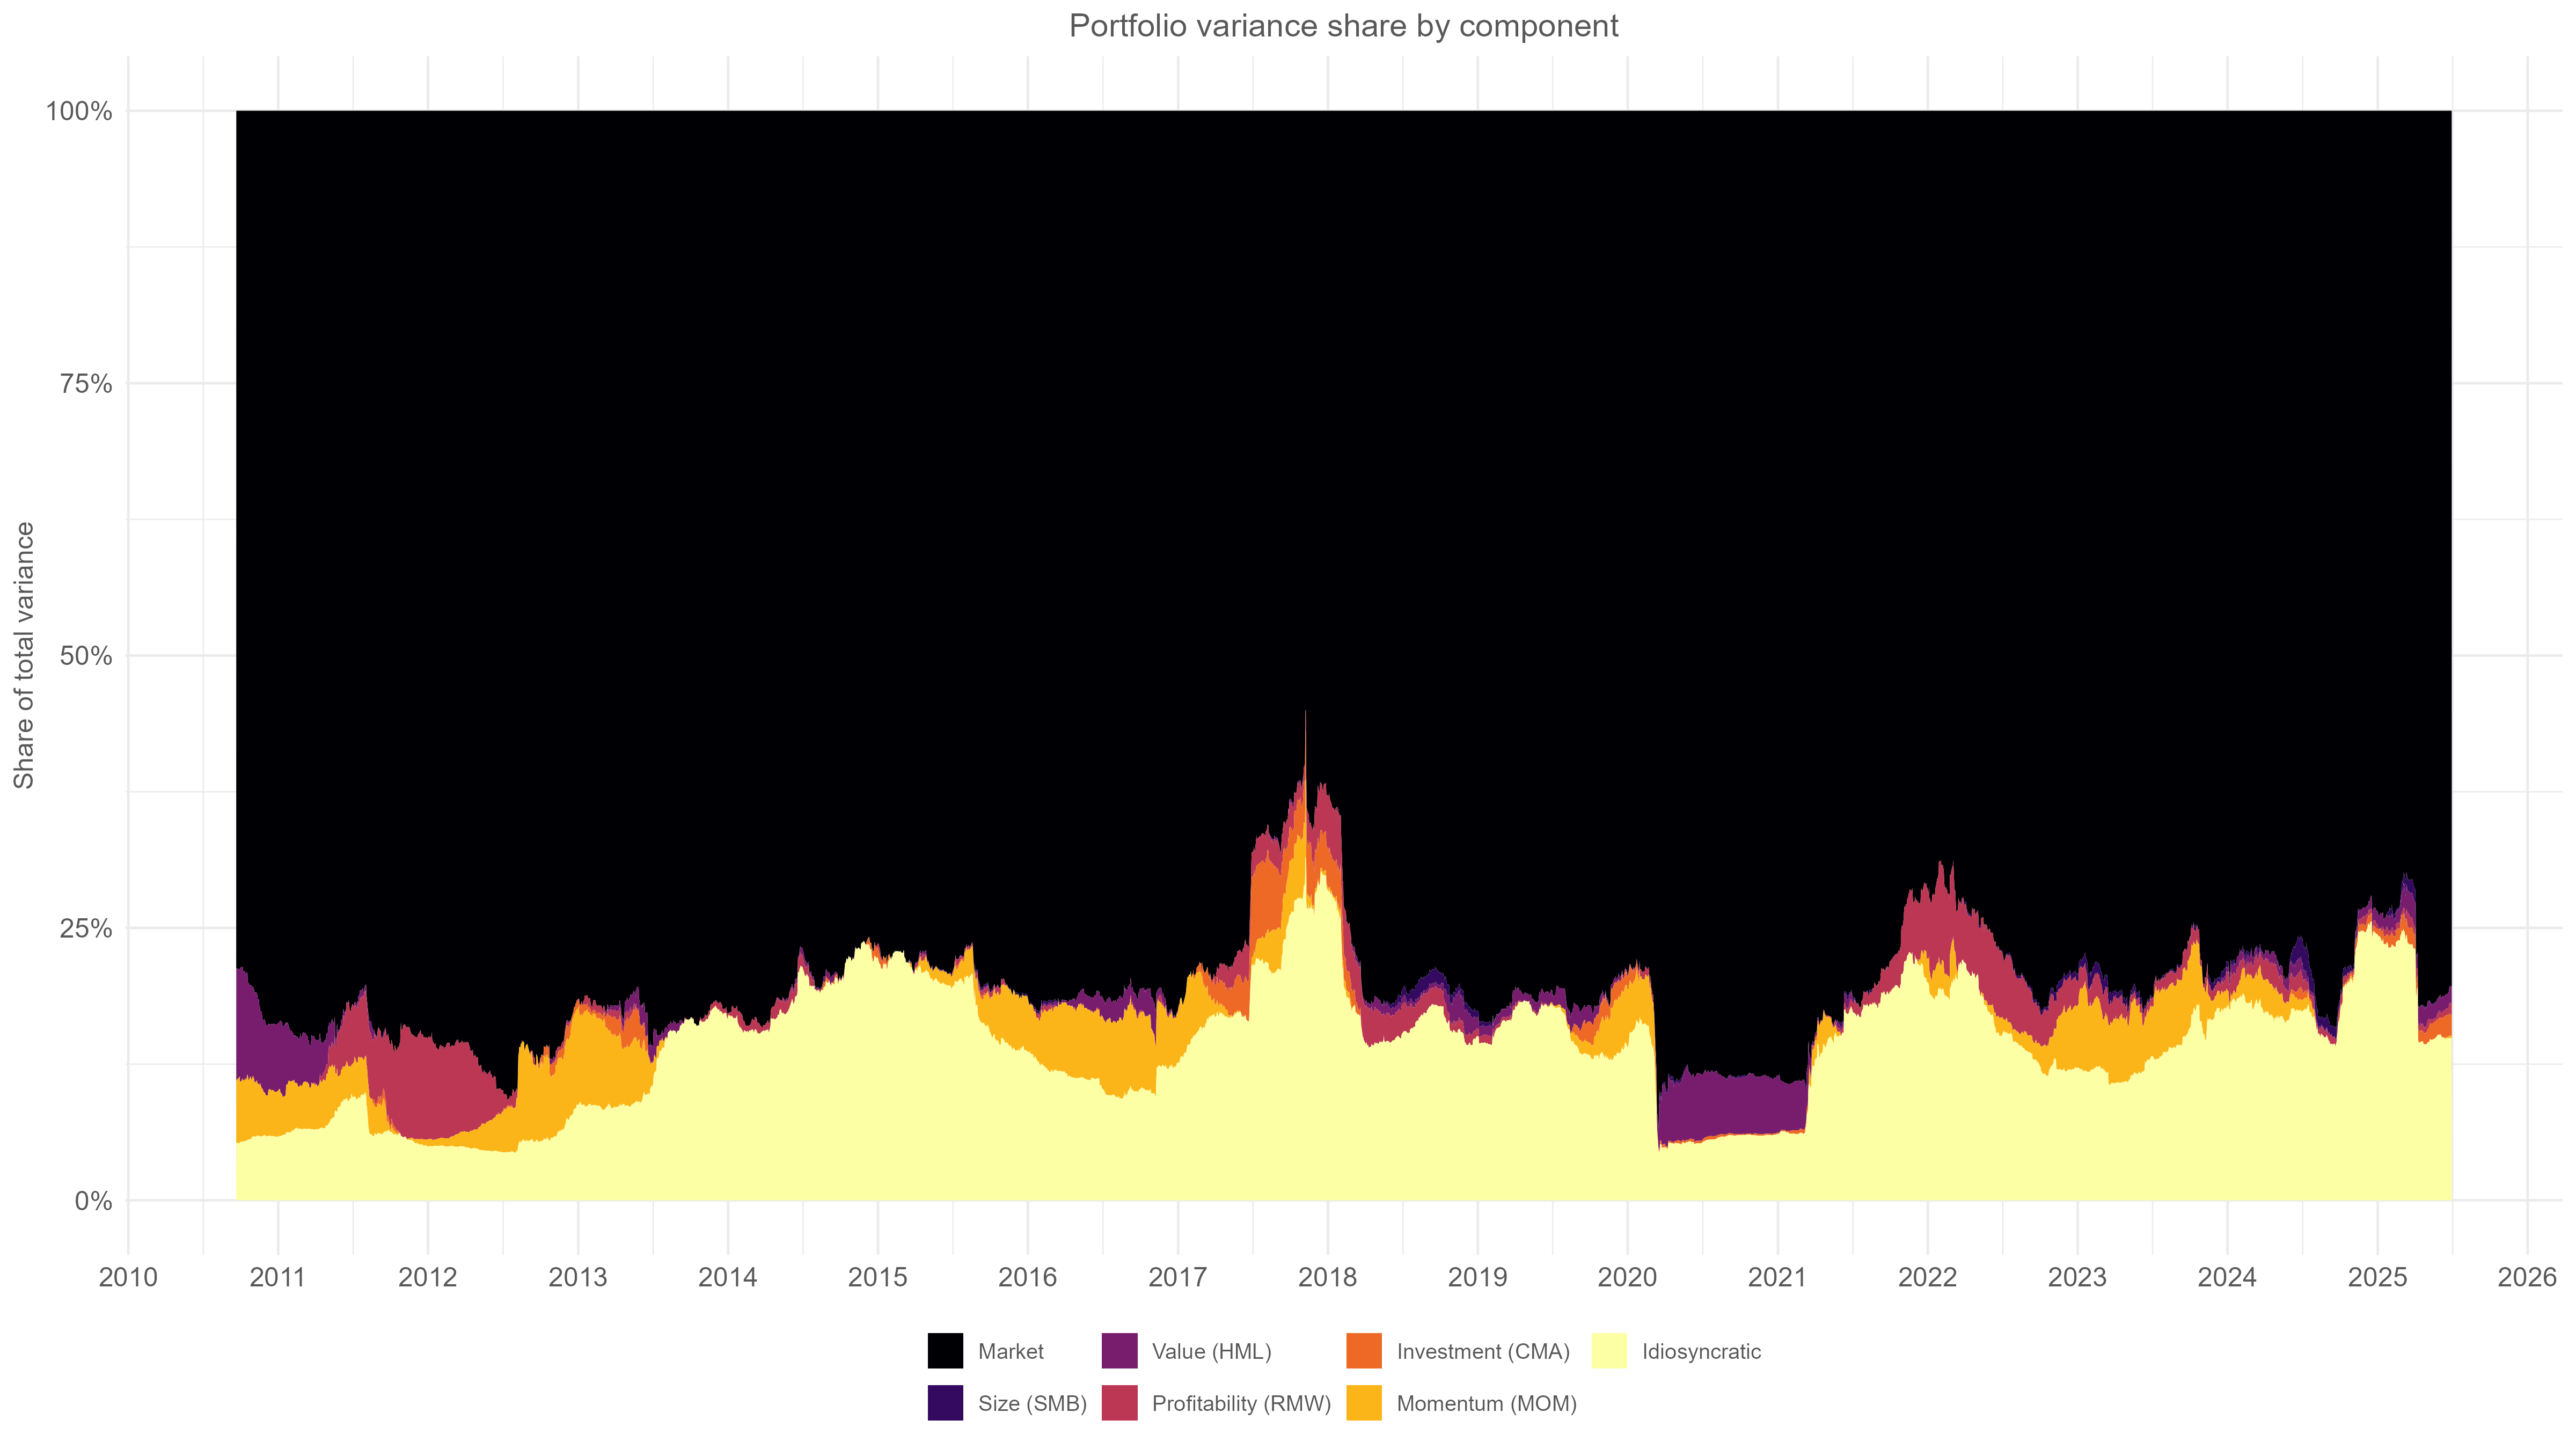 Portfolio variance share by component
Share of total variance
100%
75%
50%
25%
0%
2010 2011 2012 2013 2014 2015 2016 2017 2018 2019 2020 2021 2022 2023 2024 2025 2026
Market Value (HML) Investment (CMA) Idiosyncratic
Size (SMB) Profitability (RMW) Momentum (MOM)